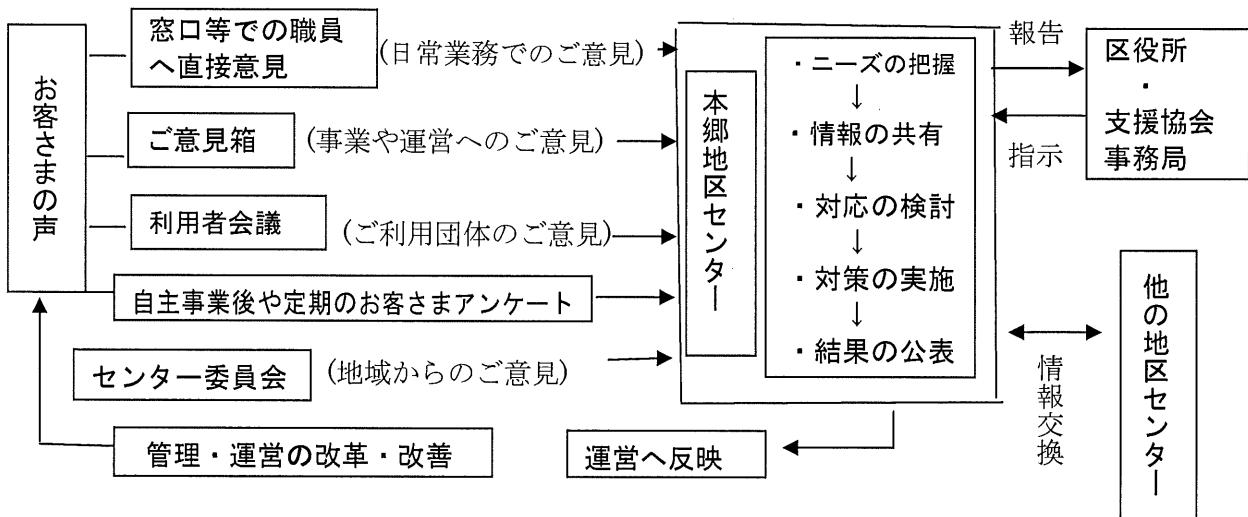 お客さまの声
窓口等での職員
へ直接意見
(日常業務でのご意見)
ご意見箱
(事業や運営へのご意見)
利用者会議
(ご利用団体のご意見)
自主事業後や定期のお客さまアンケート
センター委員会
(地域からのご意見)
管理・運営の改革・改善
本郷地区センター
・ニーズの把握
↓
・情報の共有
↓
・対応の検討
↓
・対策の実施
↓
・結果の公表
運営へ反映
報告
指示
区役所
・
支援協会
事務局
情報交換
他の地区センター